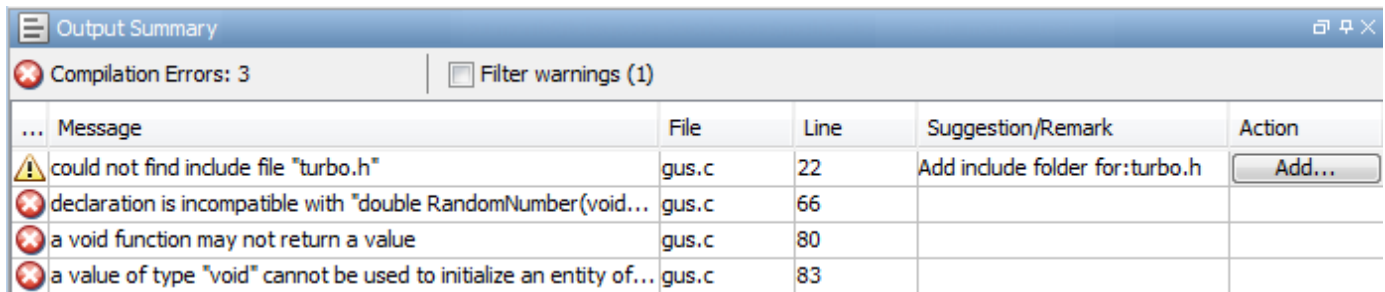 Output Summary
Compilation Errors: 3 Filter warnings (1)
... Message File Line Suggestion/Remark Action
could not find include file "turbo.h" gus.c 22 Add include folder for:turbo.h Add...
declaration is incompatible with "double RandomNumber(void... gus.c 66
a void function may not return a value gus.c 80
a value of type "void" cannot be used to initialize an entity of... gus.c 83